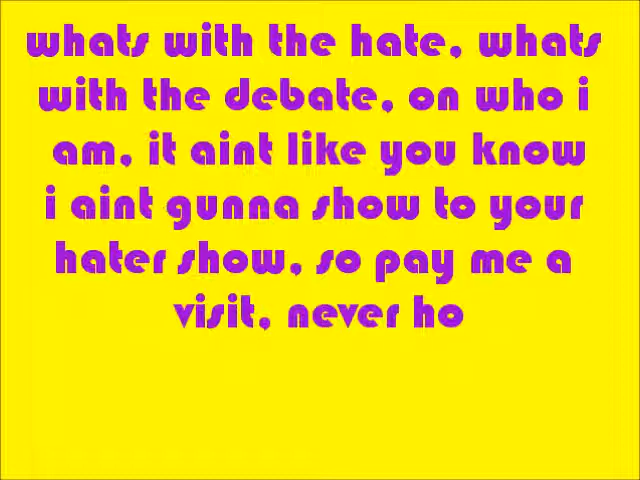 whats with the hate, whats
with the debate, on who i
am, it aint like you know
i aint gunna show to your
hater show, so pay me a
visit, never ho